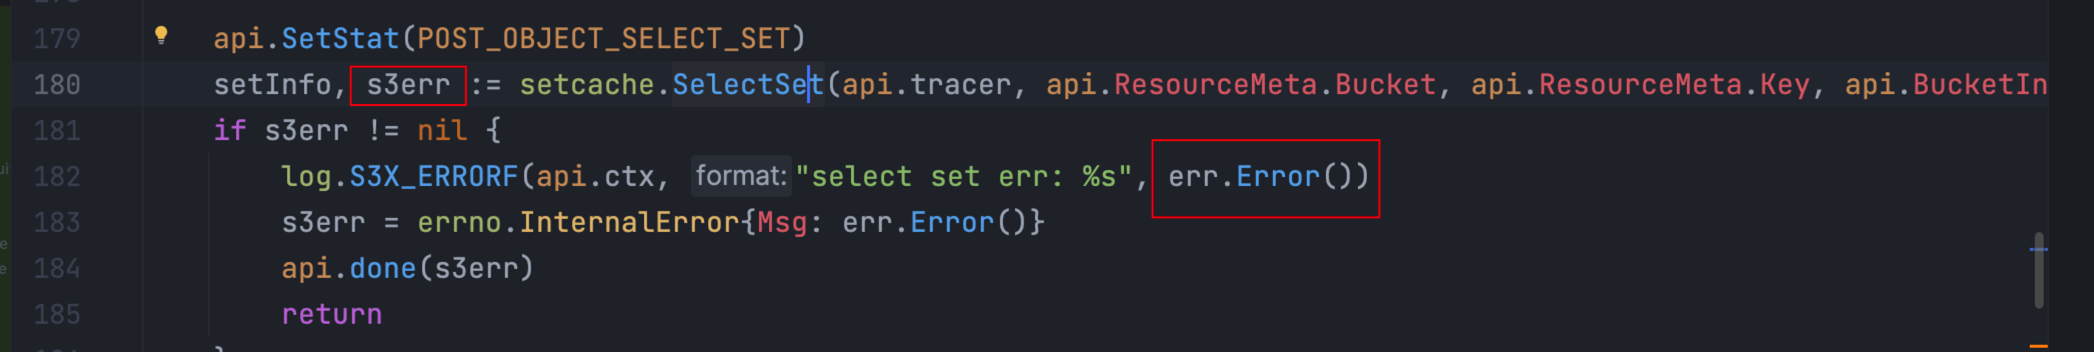 179 api.SetStat(POST_OBJECT_SELECT_SET)
180 setInfo, s3err := setcache.SelectSet(api.tracer, api.ResourceMeta.Bucket, api.ResourceMeta.Key, api.BucketIn
181 if s3err != nil {
182 log.S3X_ERRORF(api.ctx, format: "select set err: %s", err.Error())
183 s3err = errno.InternalError{Msg: err.Error()}
184 api.done(s3err)
185 return